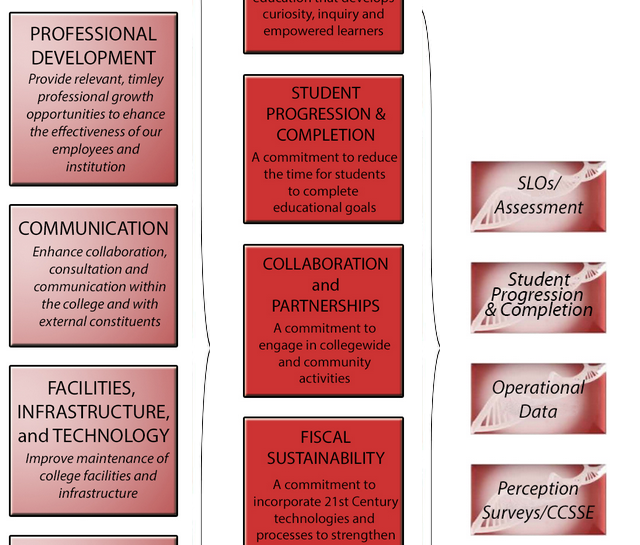 PROFESSIONAL
DEVELOPMENT
Provide relevant, timley
professional growth
opportunities to ehance
the effectiveness of our
employees and
institution
COMMUNICATION
Enhance collaboration,
consultation and
communication within
the college and with
external constituents
FACILITIES,
INFRASTRUCTURE,
and TECHNOLOGY
Improve maintenance of
college facilities and
infrastructure
education that develops
curiosity, inquiry and
empowered learners
STUDENT
PROGRESSION &
COMPLETION
A commitment to reduce
the time for students
to complete
educational goals
COLLABORATION
and
PARTNERSHIPS
A commitment to
engage in collegewide
and community
activities
FISCAL
SUSTAINABILITY
A commitment to
incorporate 21st Century
technologies and
processes to strengthen
SLOs/
Assessment
Student
Progression
& Completion
Operational
Data
Perception
Surveys/CCSSE